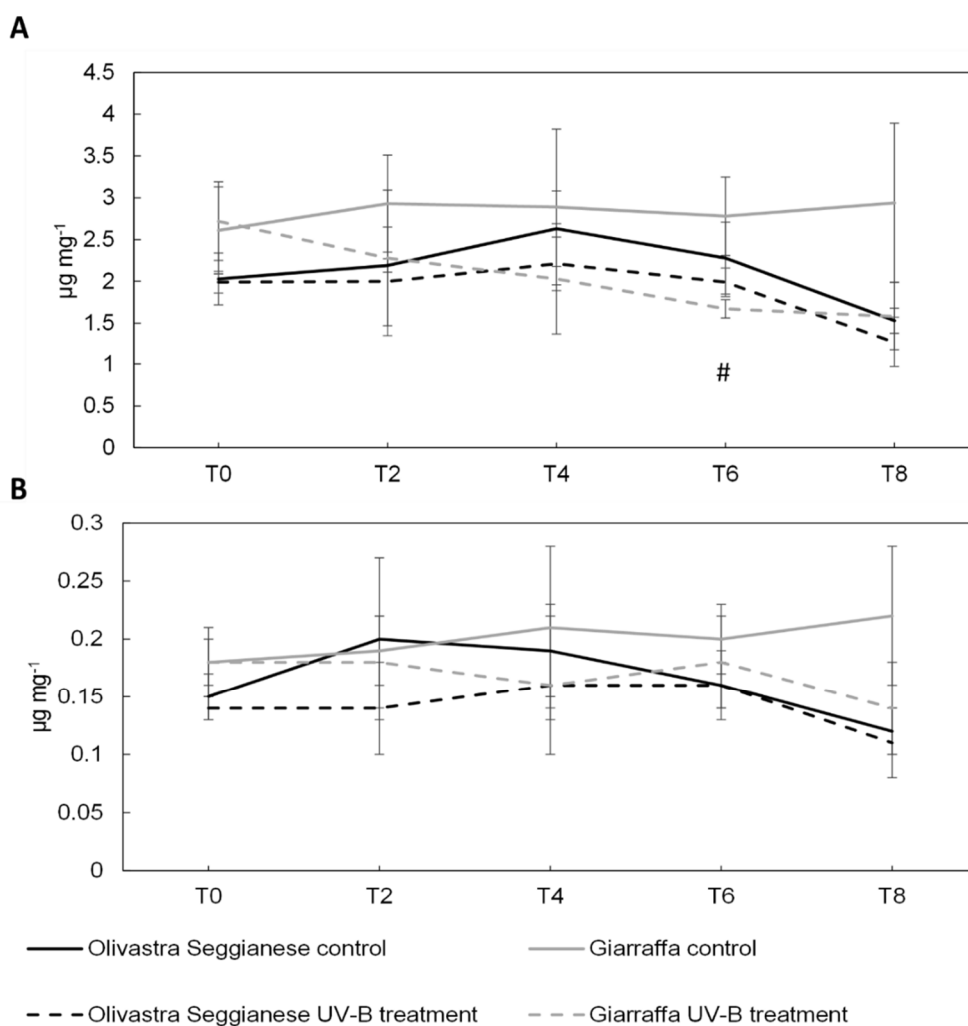 A
4.5
4
3.5
3
2.5
2
1.5
1
0.5
0
µg mg⁻¹
#
T0 T2 T4 T6 T8
B
0.3
0.25
0.2
0.15
0.1
0.05
0
µg mg⁻¹
T0 T2 T4 T6 T8
Olivastra Seggianese control Giarraffa control
Olivastra Seggianese UV-B treatment Giarraffa UV-B treatment